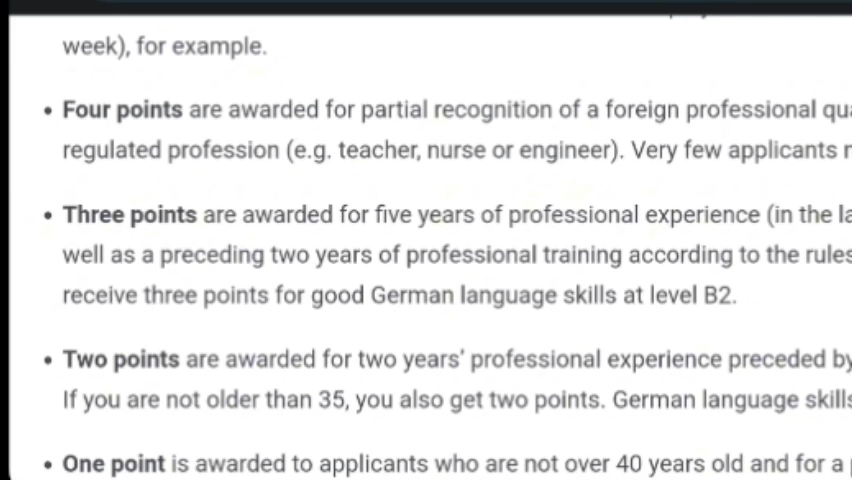 week), for example.
• Four points are awarded for partial recognition of a foreign professional
regulated profession (e.g. teacher, nurse or engineer). Very few applicants
• Three points are awarded for five years of professional experience (in the
well as a preceding two years of professional training according to the rules
receive three points for good German language skills at level B2.
• Two points are awarded for two years' professional experience preceded by
If you are not older than 35, you also get two points. German language skills
• One point is awarded to applicants who are not over 40 years old and for a